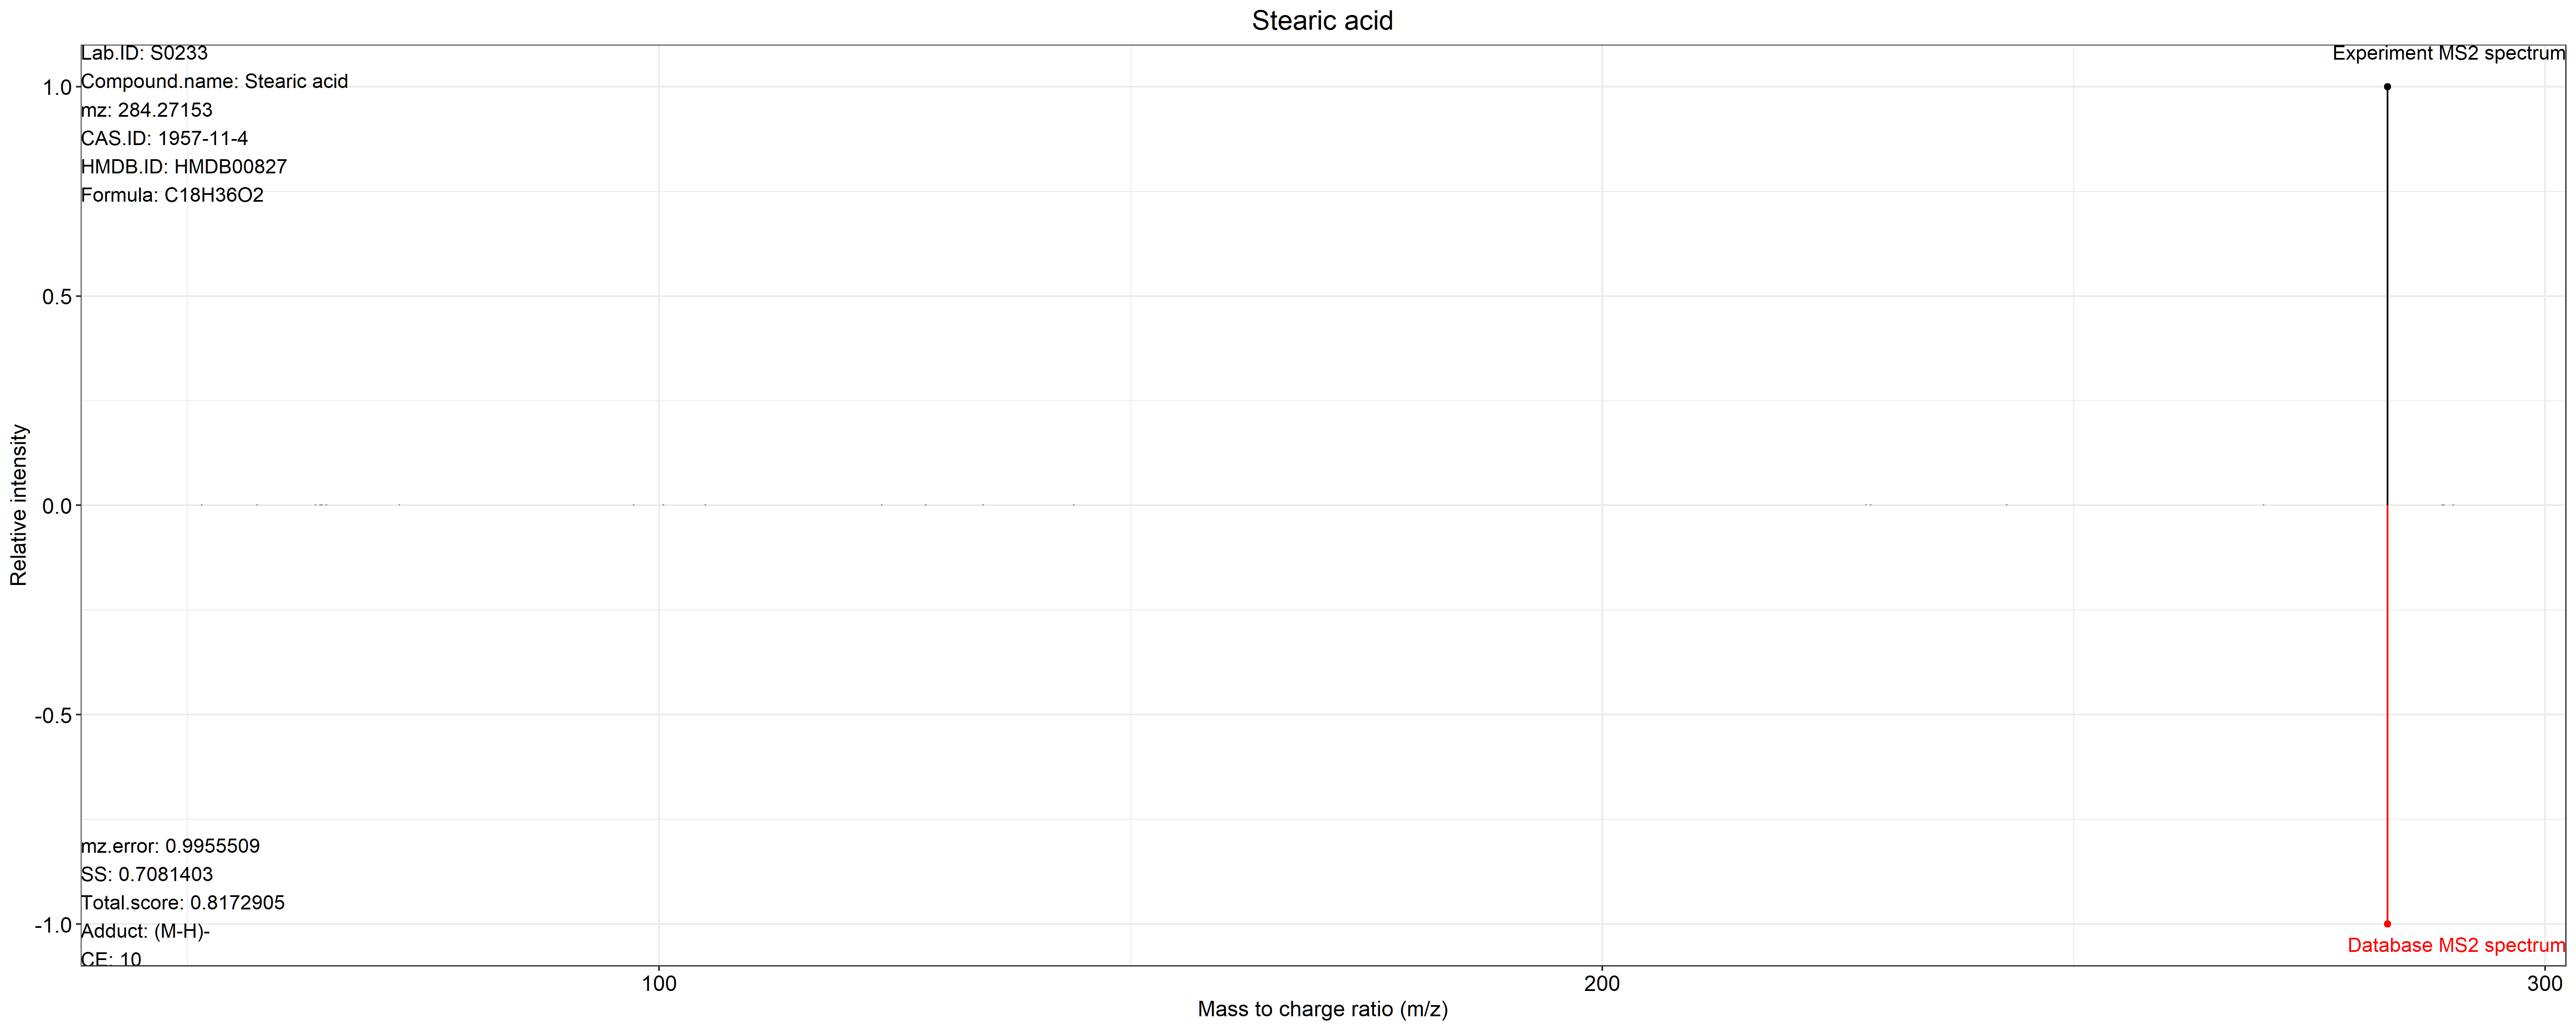 Stearic acid
Lab.ID: S0233
Compound.name: Stearic acid
mz: 284.27153
CAS.ID: 1957-11-4
HMDB.ID: HMDB00827
Formula: C18H36O2
Experiment MS2 spectrum
1.0
0.5
0.0
-0.5
-1.0
Relative intensity
mz.error: 0.9955509
SS: 0.7081403
Total.score: 0.8172905
Adduct: (M-H)-
CE: 10
Database MS2 spectrum
100
200
300
Mass to charge ratio (m/z)